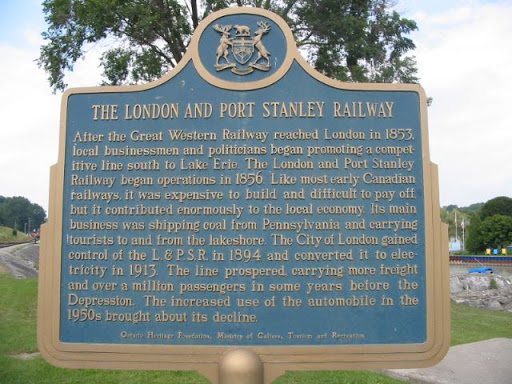 THE LONDON AND PORT STANLEY RAILWAY
After the Great Western Railway reached London in 1853,
local businessmen and politicians began promoting a compet-
itive line south to Lake Erie. The London and Port Stanley
Railway began operations in 1856. Like most early Canadian
railways, it was expensive to build and difficult to pay off,
but it contributed enormously to the local economy. Its main
business was shipping coal from Pennsylvania and carrying
tourists to and from the lakeshore. The City of London gained
control of the L.&P.S.R. in 1894 and converted it to elec-
tricity in 1913. The line prospered, carrying more freight
and over a million passengers in some years before the
Depression. The increased use of the automobile in the
1950s brought about its decline.
Ontario Heritage Foundation, Ministry of Culture, Tourism and Recreation